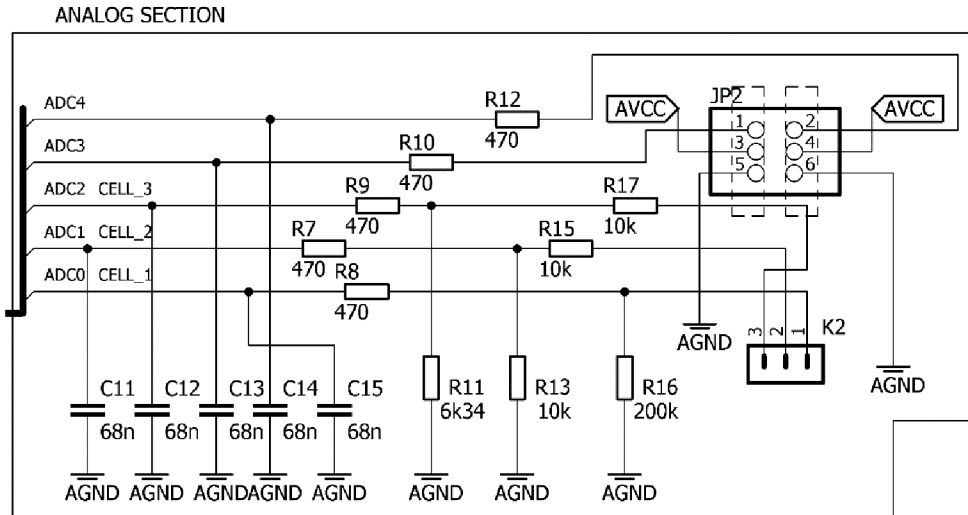 ANALOG SECTION
ADC4
R12
470
JP2
AVCC
AVCC
1
2
3
4
5
6
ADC3
R10
470
ADC2 CELL_3
R9
470
R17
10k
ADC1 CELL_2
R7
470
R15
10k
ADC0 CELL_1
R8
470
AGND
3
2
1
K2
AGND
C11
68n
C12
68n
C13
68n
C14
68n
C15
68n
R11
6k34
R13
10k
R16
200k
AGND
AGND
AGND
AGND
AGND
AGND
AGND
AGND